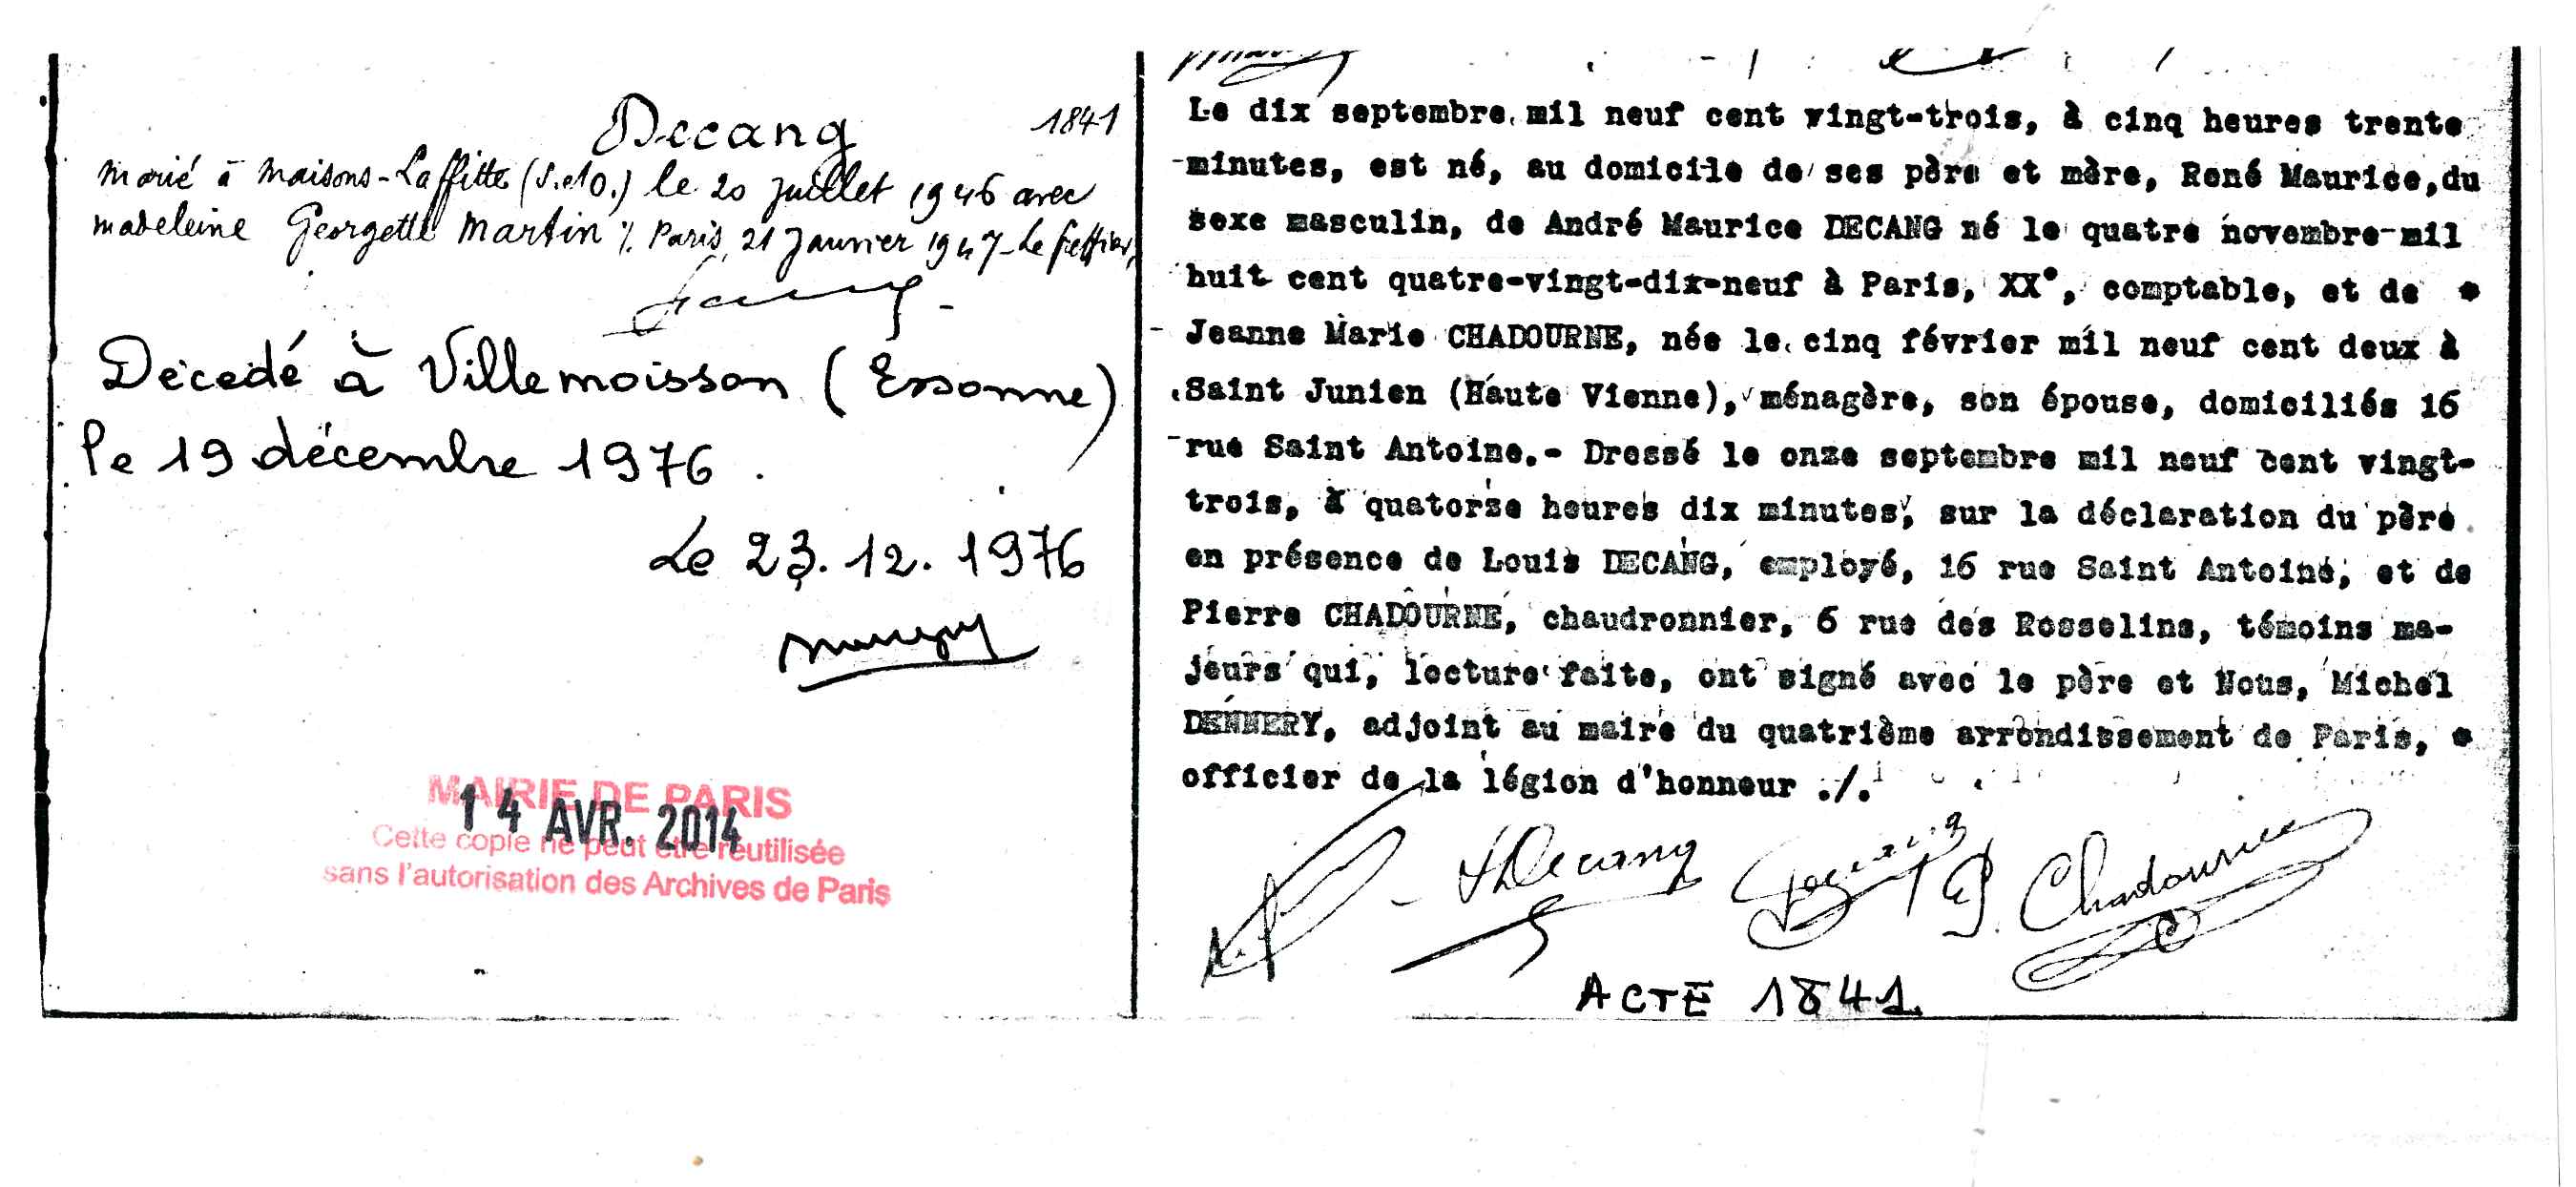 Decang
1841
marié à Maisons-Laffitte (S.etO.) le 20 Juillet 1946 avec
madeleine Georgette Martin ./. Paris, 21 Janvier 1947 - Le Greffier,
Décédé à Villemoisson (Essonne)
le 19 décembre 1976.
Le 23.12.1976
MAIRIE DE PARIS
14 AVR. 2014
Cette copie ne peut être réutilisée
sans l'autorisation des Archives de Paris
Le dix septembre mil neuf cent vingt-trois, à cinq heures trente
minutes, est né, au domicile de ses père et mère, René Maurice,du
sexe masculin, de André Maurice DECANG né le quatre novembre mil
huit cent quatre-vingt-dix-neuf à Paris, XX°, comptable, et de
Jeanne Marie CHADOURNE, née le cinq février mil neuf cent deux à
Saint Junien (Haute Vienne), ménagère, son épouse, domiciliés 16
rue Saint Antoine.- Dressé le onze septembre mil neuf cent vingt-
trois, à quatorze heures dix minutes, sur la déclaration du père
en présence de Louis DECANG, employé, 16 rue Saint Antoine, et de
Pierre CHADOURNE, chaudronnier, 6 rue des Rosselins, témoins ma-
jeurs qui, lecture faite, ont signé avec le père et Nous, Michel
DENNERY, adjoint au maire du quatrième arrondissement de Paris,
officier de la légion d'honneur ./.
Decang
P. Chadourne
ACTE 1841.